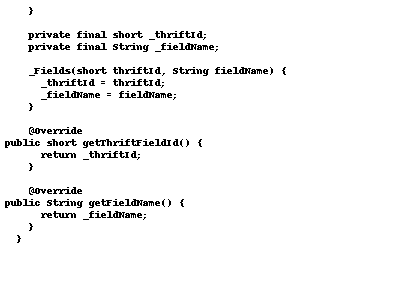 }

    private final short _thriftId;
    private final String _fieldName;

    _Fields(short thriftId, String fieldName) {
      _thriftId = thriftId;
      _fieldName = fieldName;
    }

    @Override
public short getThriftFieldId() {
      return _thriftId;
    }

    @Override
public String getFieldName() {
      return _fieldName;
    }
  }